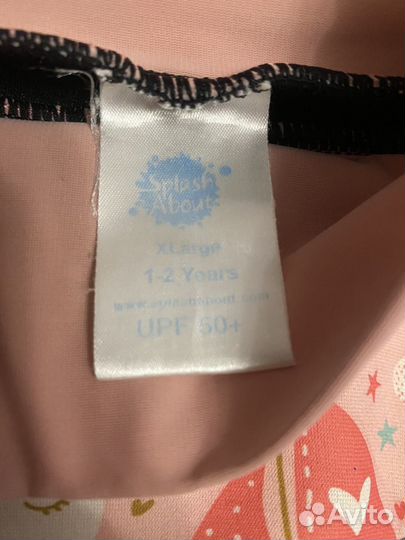 Splash
About
XLarge
1-2 Years
www.splashabout.com
UPF 50+
Avito